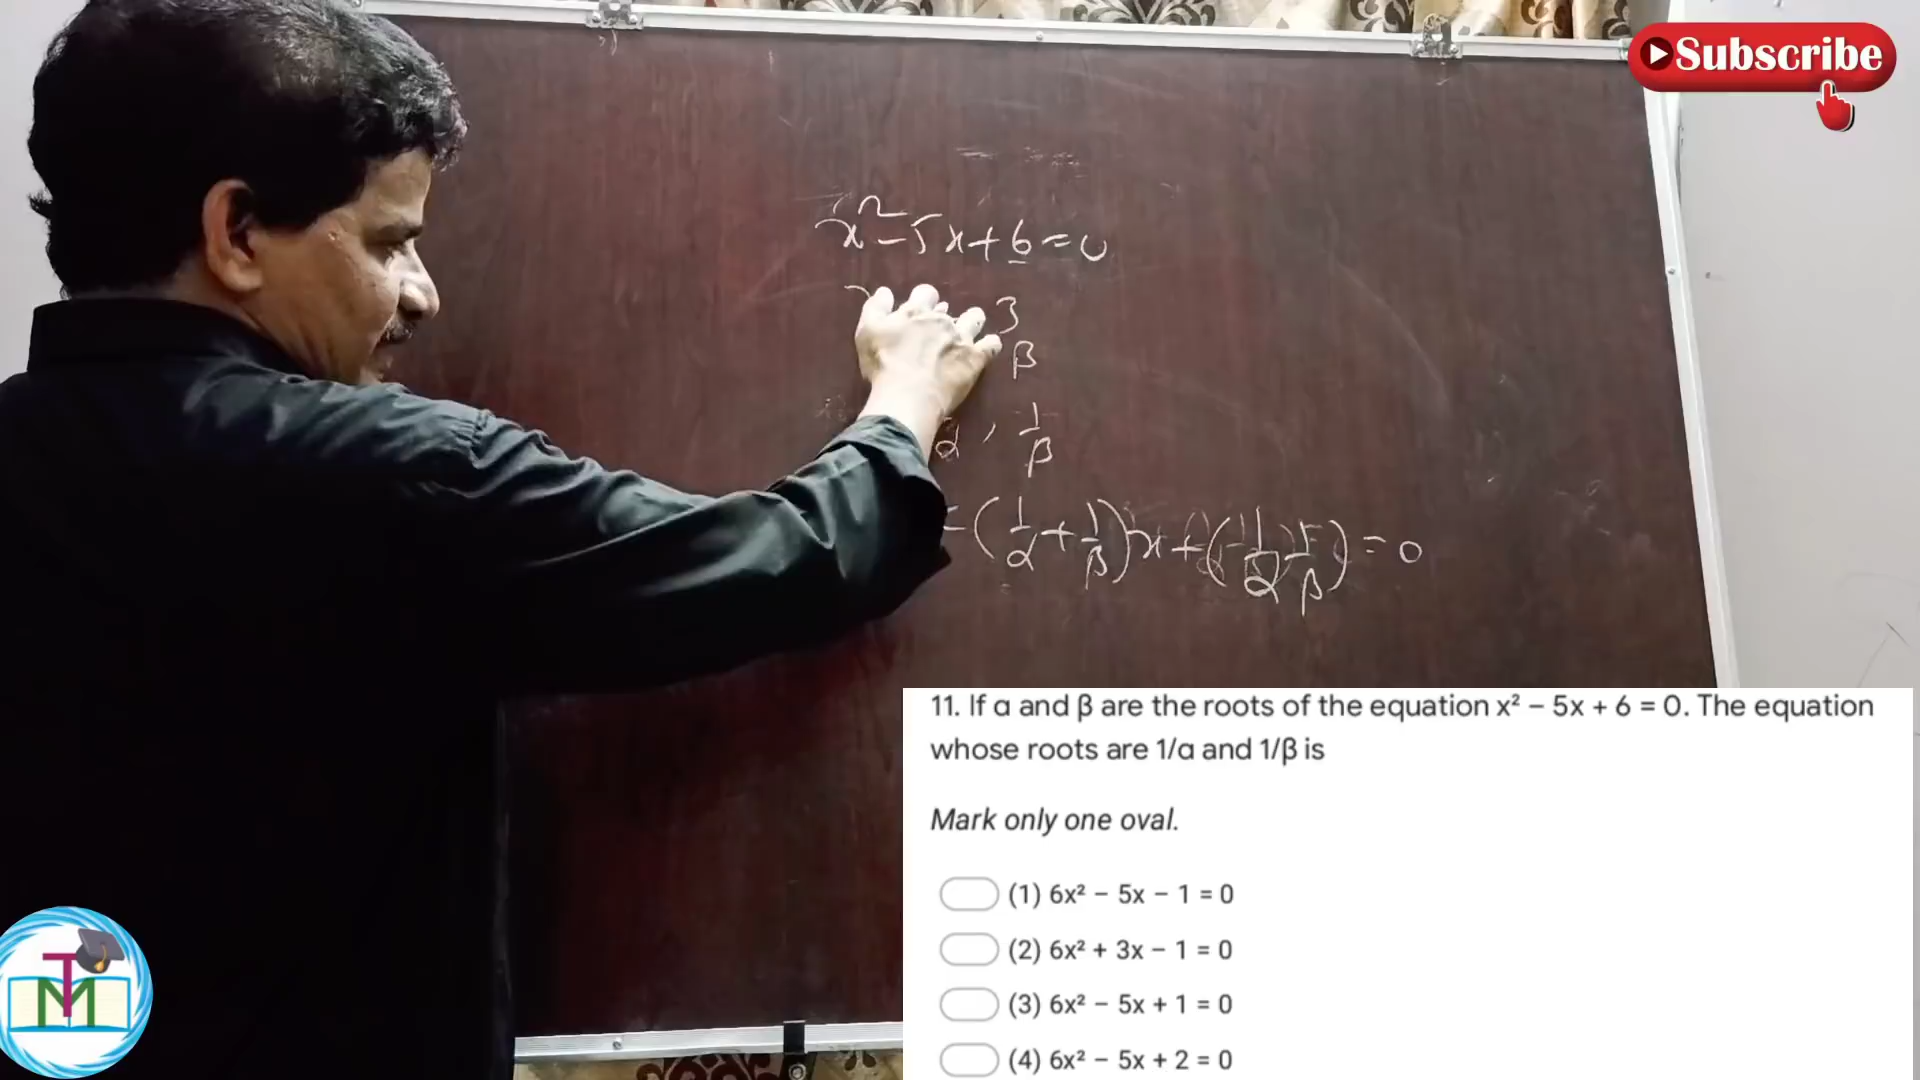 Subscribe
x²-5x+6=0
3
β
α , 1/β
-(1/α+1/β)x+(1/α 1/β)=0
11. If α and β are the roots of the equation x² – 5x + 6 = 0. The equation
whose roots are 1/α and 1/β is
Mark only one oval.
(1) 6x² – 5x – 1 = 0
(2) 6x² + 3x – 1 = 0
(3) 6x² – 5x + 1 = 0
(4) 6x² – 5x + 2 = 0
TM